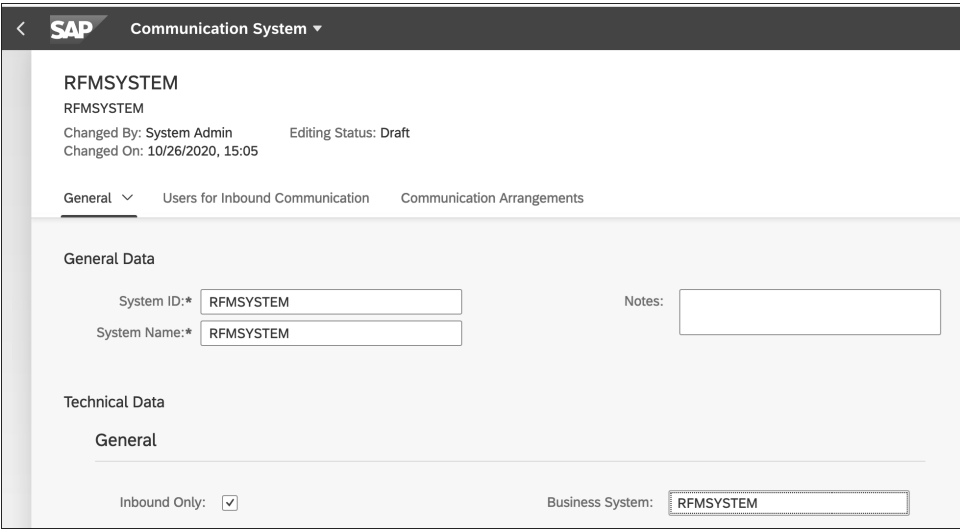 SAP Communication System
RFMSYSTEM
RFMSYSTEM
Changed By: System Admin Editing Status: Draft
Changed On: 10/26/2020, 15:05
General Users for Inbound Communication Communication Arrangements
General Data
System ID:* RFMSYSTEM Notes:
System Name:* RFMSYSTEM
Technical Data
General
Inbound Only: Business System: RFMSYSTEM